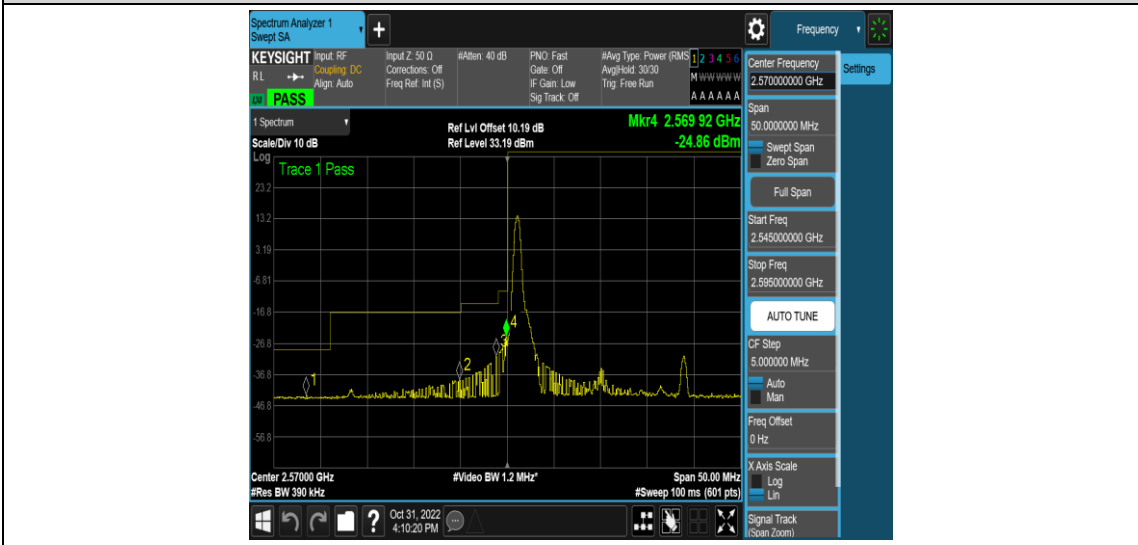 Spectrum Analyzer 1
Swept SA
Frequency
KEYSIGHT
RL
LXI
PASS
Input: RF
Coupling: DC
Align: Auto
Input Z: 50 Ω
Corrections: Off
Freq Ref: Int (S)
#Atten: 40 dB
PNO: Fast
Gate: Off
IF Gain: Low
Sig Track: Off
#Avg Type: Power (RMS
Avg|Hold: 30/30
Trig: Free Run
1 2 3 4 5 6
M W W W W W
A A A A A A
1 Spectrum
Scale/Div 10 dB
Ref Lvl Offset 10.19 dB
Ref Level 33.19 dBm
Mkr4 2.569 92 GHz
-24.86 dBm
Log
Trace 1 Pass
23.2
13.2
3.19
-6.81
-16.8
-26.8
-36.8
-46.8
-56.8
1
2
3
4
Center 2.57000 GHz
#Res BW 390 kHz
#Video BW 1.2 MHz*
Span 50.00 MHz
#Sweep 100 ms (601 pts)
?
Oct 31, 2022
4:10:20 PM
Center Frequency
2.570000000 GHz
Settings
Span
50.0000000 MHz
Swept Span
Zero Span
Full Span
Start Freq
2.545000000 GHz
Stop Freq
2.595000000 GHz
AUTO TUNE
CF Step
5.000000 MHz
Auto
Man
Freq Offset
0 Hz
X Axis Scale
Log
Lin
Signal Track
(Span Zoom)